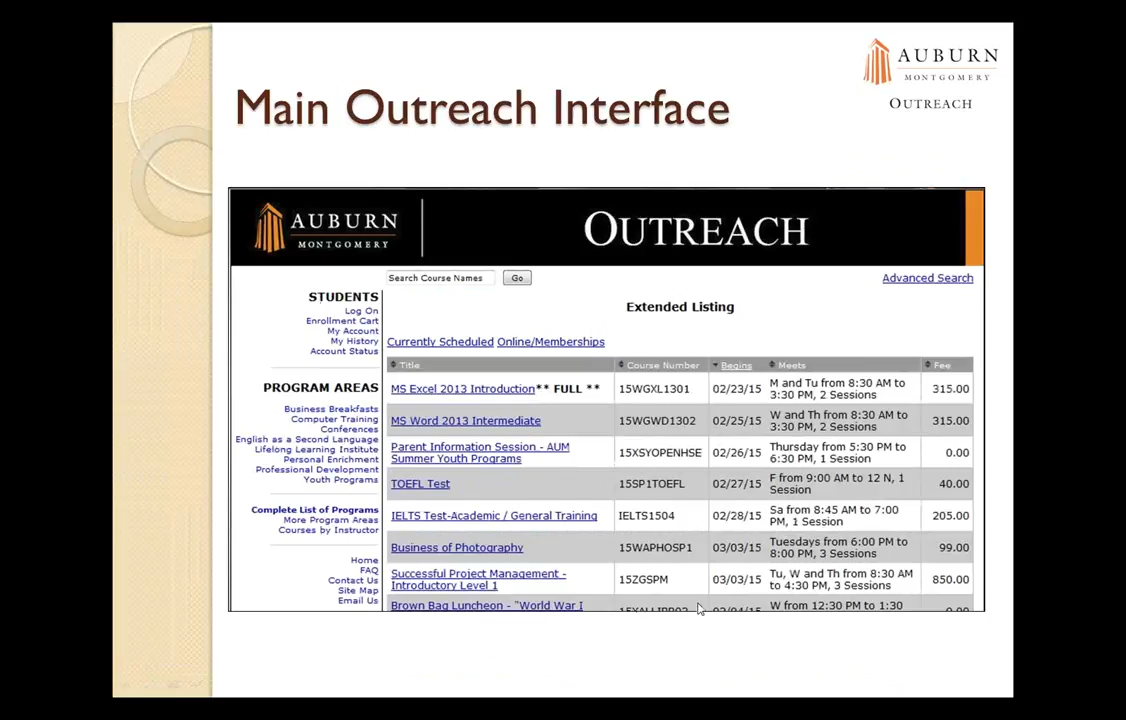 AUBURN
MONTGOMERY
OUTREACH
Main Outreach Interface
AUBURN
MONTGOMERY
OUTREACH
Search Course Names
Go
Advanced Search
STUDENTS
Log On
Enrollment Cart
My Account
My History
Account Status
PROGRAM AREAS
Business Breakfasts
Computer Training
Conferences
English as a Second Language
Lifelong Learning Institute
Personal Enrichment
Professional Development
Youth Programs
Complete List of Programs
More Program Areas
Courses by Instructor
Home
FAQ
Contact Us
Site Map
Email Us
Extended Listing
Currently Scheduled Online/Memberships
Title Course Number Begins Meets Fee
MS Excel 2013 Introduction** FULL ** 15WGXL1301 02/23/15 M and Tu from 8:30 AM to 315.00
3:30 PM, 2 Sessions
MS Word 2013 Intermediate 15WGWD1302 02/25/15 W and Th from 8:30 AM to 315.00
3:30 PM, 2 Sessions
Parent Information Session - AUM 15XSYOPENHSE 02/26/15 Thursday from 5:30 PM to 0.00
Summer Youth Programs 6:30 PM, 1 Session
TOEFL Test 15SP1TOEFL 02/27/15 F from 9:00 AM to 12 N, 1 40.00
Session
IELTS Test-Academic / General Training IELTS1504 02/28/15 Sa from 8:45 AM to 7:00 205.00
PM, 1 Session
Business of Photography 15WAPHOSP1 03/03/15 Tuesdays from 6:00 PM to 99.00
8:00 PM, 3 Sessions
Successful Project Management - 15ZGSPM 03/03/15 Tu, W and Th from 8:30 AM 850.00
Introductory Level 1 to 4:30 PM, 3 Sessions
Brown Bag Luncheon - "World War I W from 12:30 PM to 1:30